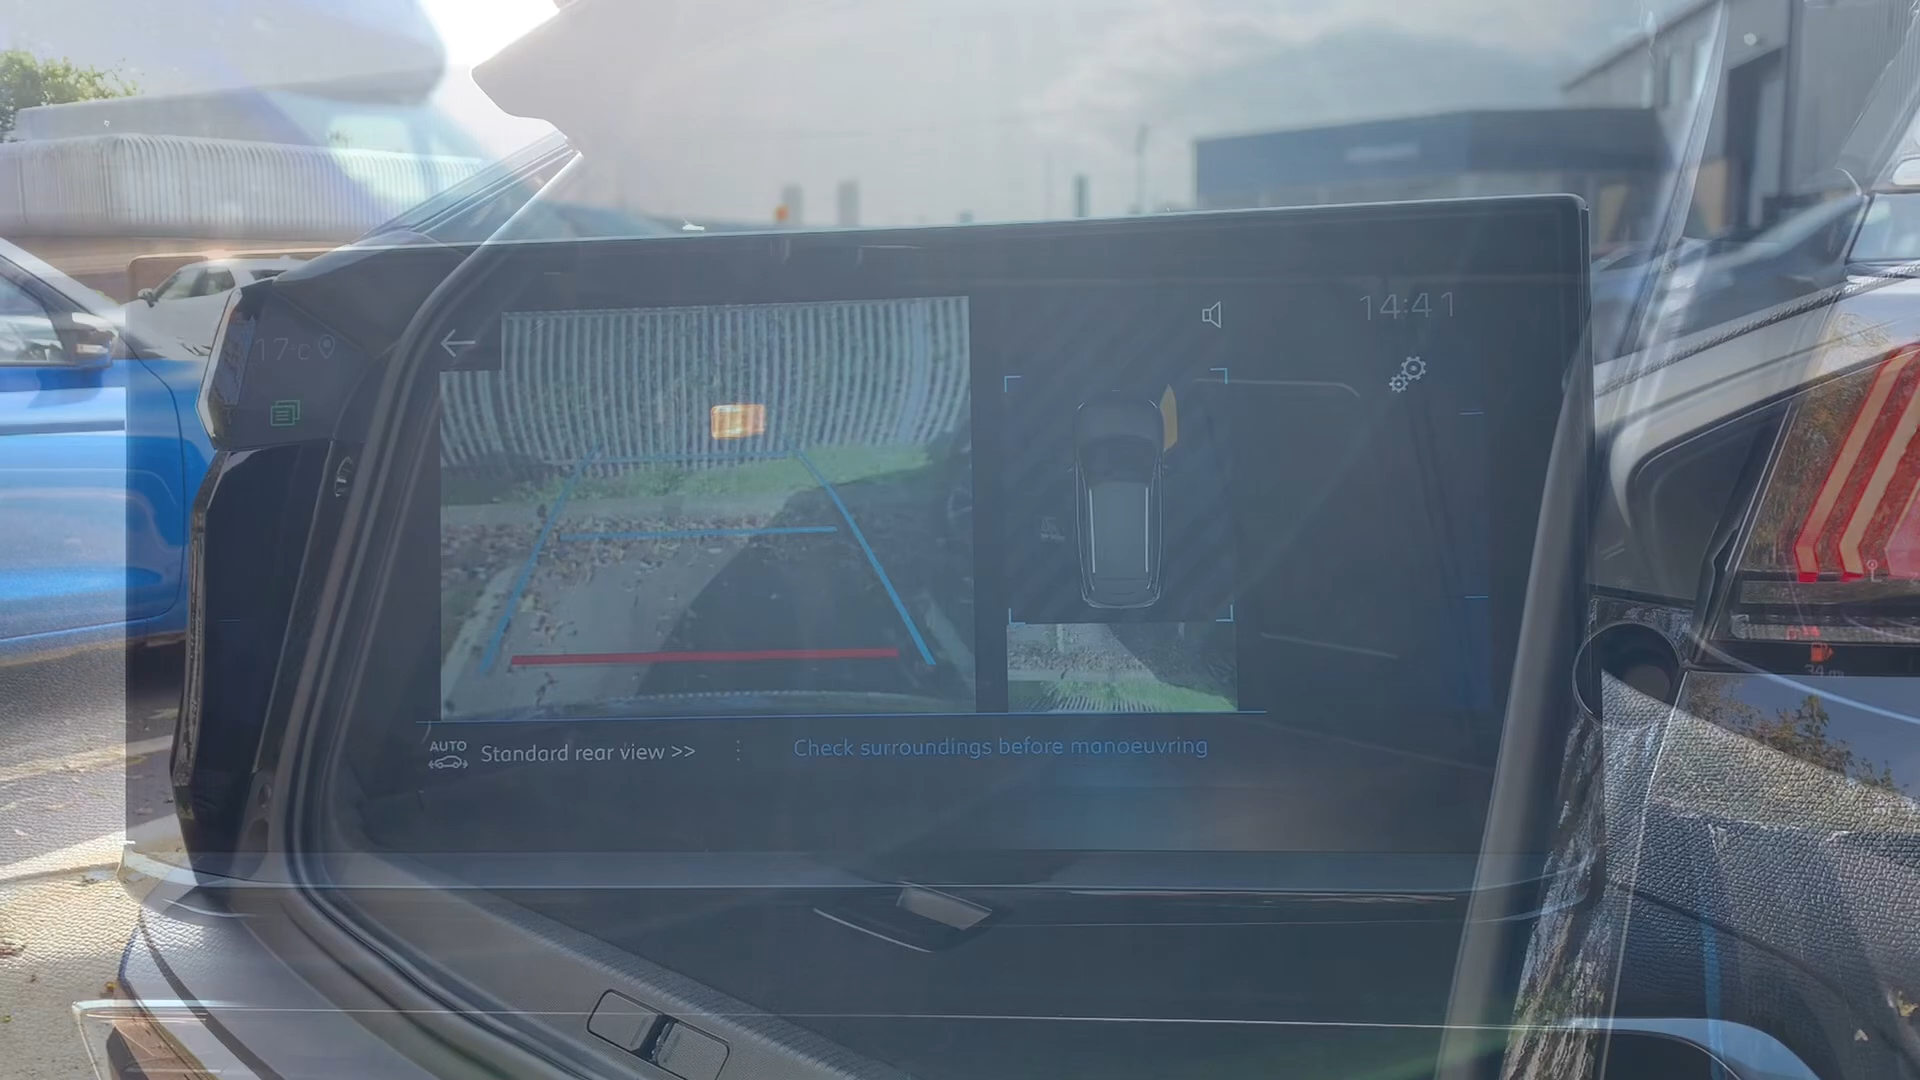 14:41
17°C
AUTO
Standard rear view >>
Check surroundings before manoeuvring